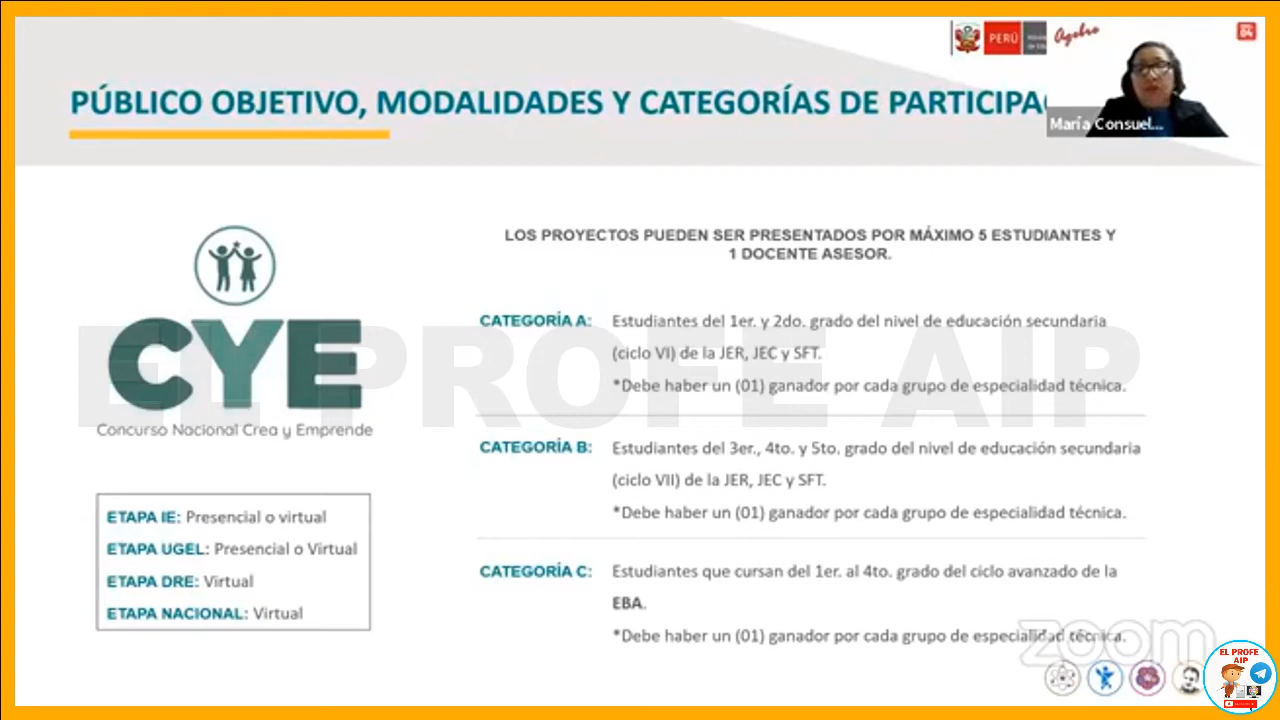 PERÚ
PÚBLICO OBJETIVO, MODALIDADES Y CATEGORÍAS DE PARTICIPA
María Consuel...
LOS PROYECTOS PUEDEN SER PRESENTADOS POR MÁXIMO 5 ESTUDIANTES Y
1 DOCENTE ASESOR.
CYE
Concurso Nacional Crea y Emprende
EL PROFE AIP
CATEGORÍA A: Estudiantes del 1er. y 2do. grado del nivel de educación secundaria
(ciclo VI) de la JER, JEC y SFT.
*Debe haber un (01) ganador por cada grupo de especialidad técnica.
CATEGORÍA B: Estudiantes del 3er., 4to. y 5to. grado del nivel de educación secundaria
(ciclo VII) de la JER, JEC y SFT.
*Debe haber un (01) ganador por cada grupo de especialidad técnica.
ETAPA IE: Presencial o virtual
ETAPA UGEL: Presencial o Virtual
ETAPA DRE: Virtual
ETAPA NACIONAL: Virtual
CATEGORÍA C: Estudiantes que cursan del 1er. al 4to. grado del ciclo avanzado de la
EBA.
*Debe haber un (01) ganador por cada grupo de especialidad técnica.
zoom
EL PROFE
AIP